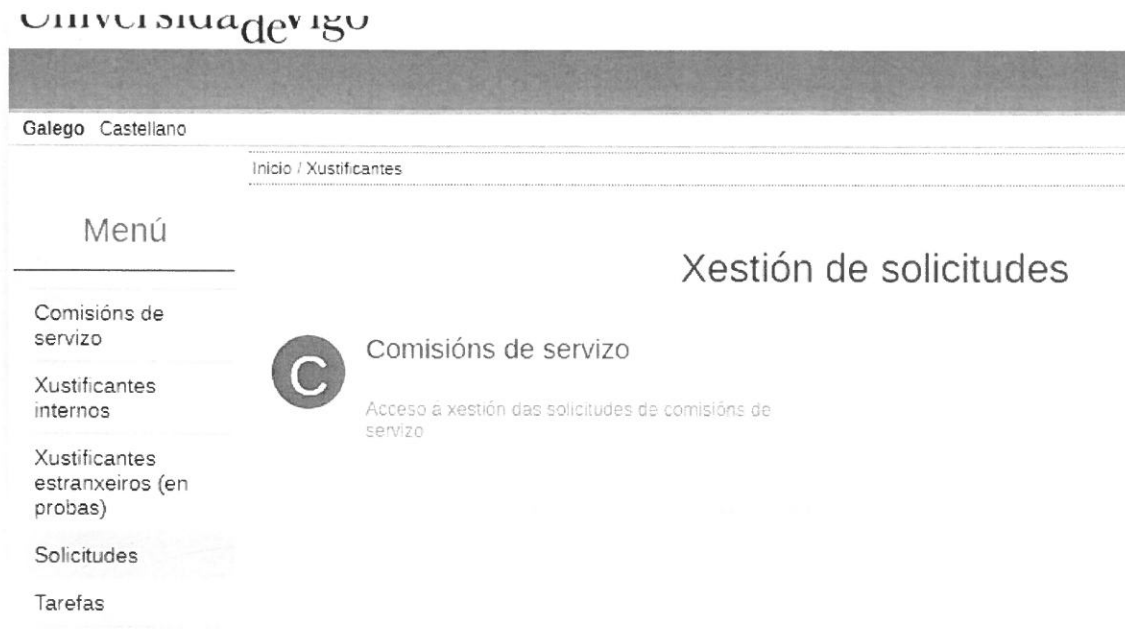 UniversidadeVigo
Galego Castellano
Inicio / Xustificantes
Menú
Comisións de
servizo
Xustificantes
internos
Xustificantes
estranxeiros (en
probas)
Solicitudes
Tarefas
Xestión de solicitudes
C
Comisións de servizo
Acceso á xestión das solicitudes de comisións de
servizo